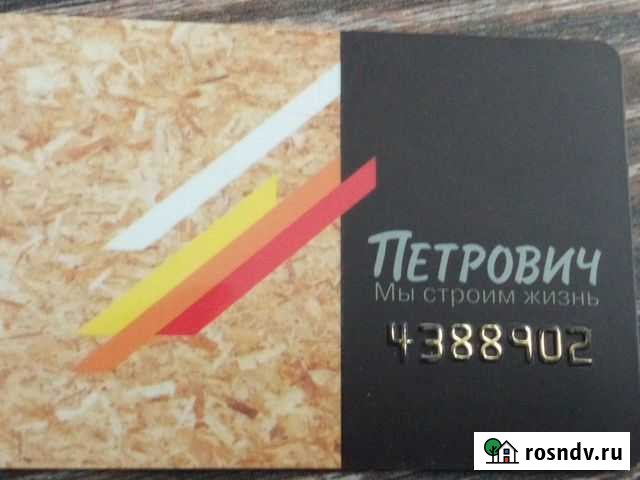 ПЕТРОВИЧ
Мы строим жизнь
4388902
rosndv.ru